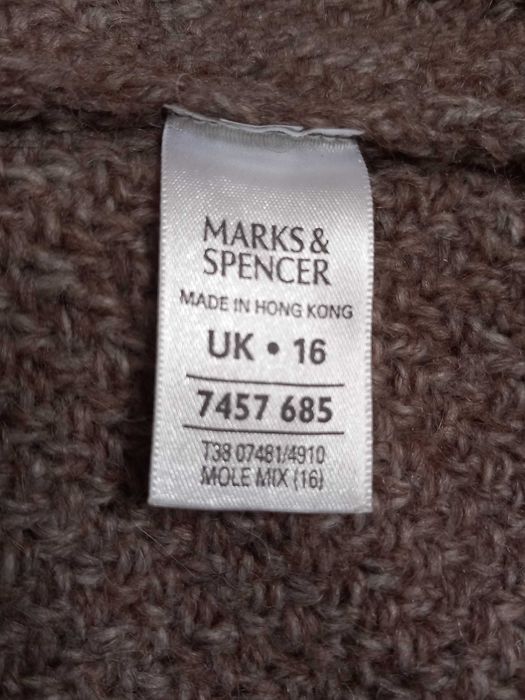 MARKS &
SPENCER
MADE IN HONG KONG
UK • 16
7457 685
T38 07481/4910
MOLE MIX (16)